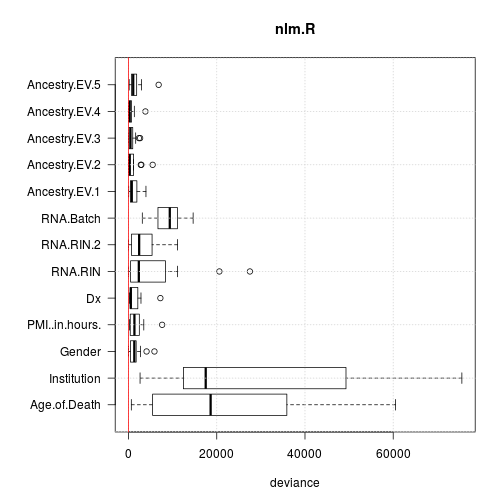 nlm.R
Ancestry.EV.5
Ancestry.EV.4
Ancestry.EV.3
Ancestry.EV.2
Ancestry.EV.1
RNA.Batch
RNA.RIN.2
RNA.RIN
Dx
PMI..in.hours.
Gender
Institution
Age.of.Death
0 20000 40000 60000
deviance